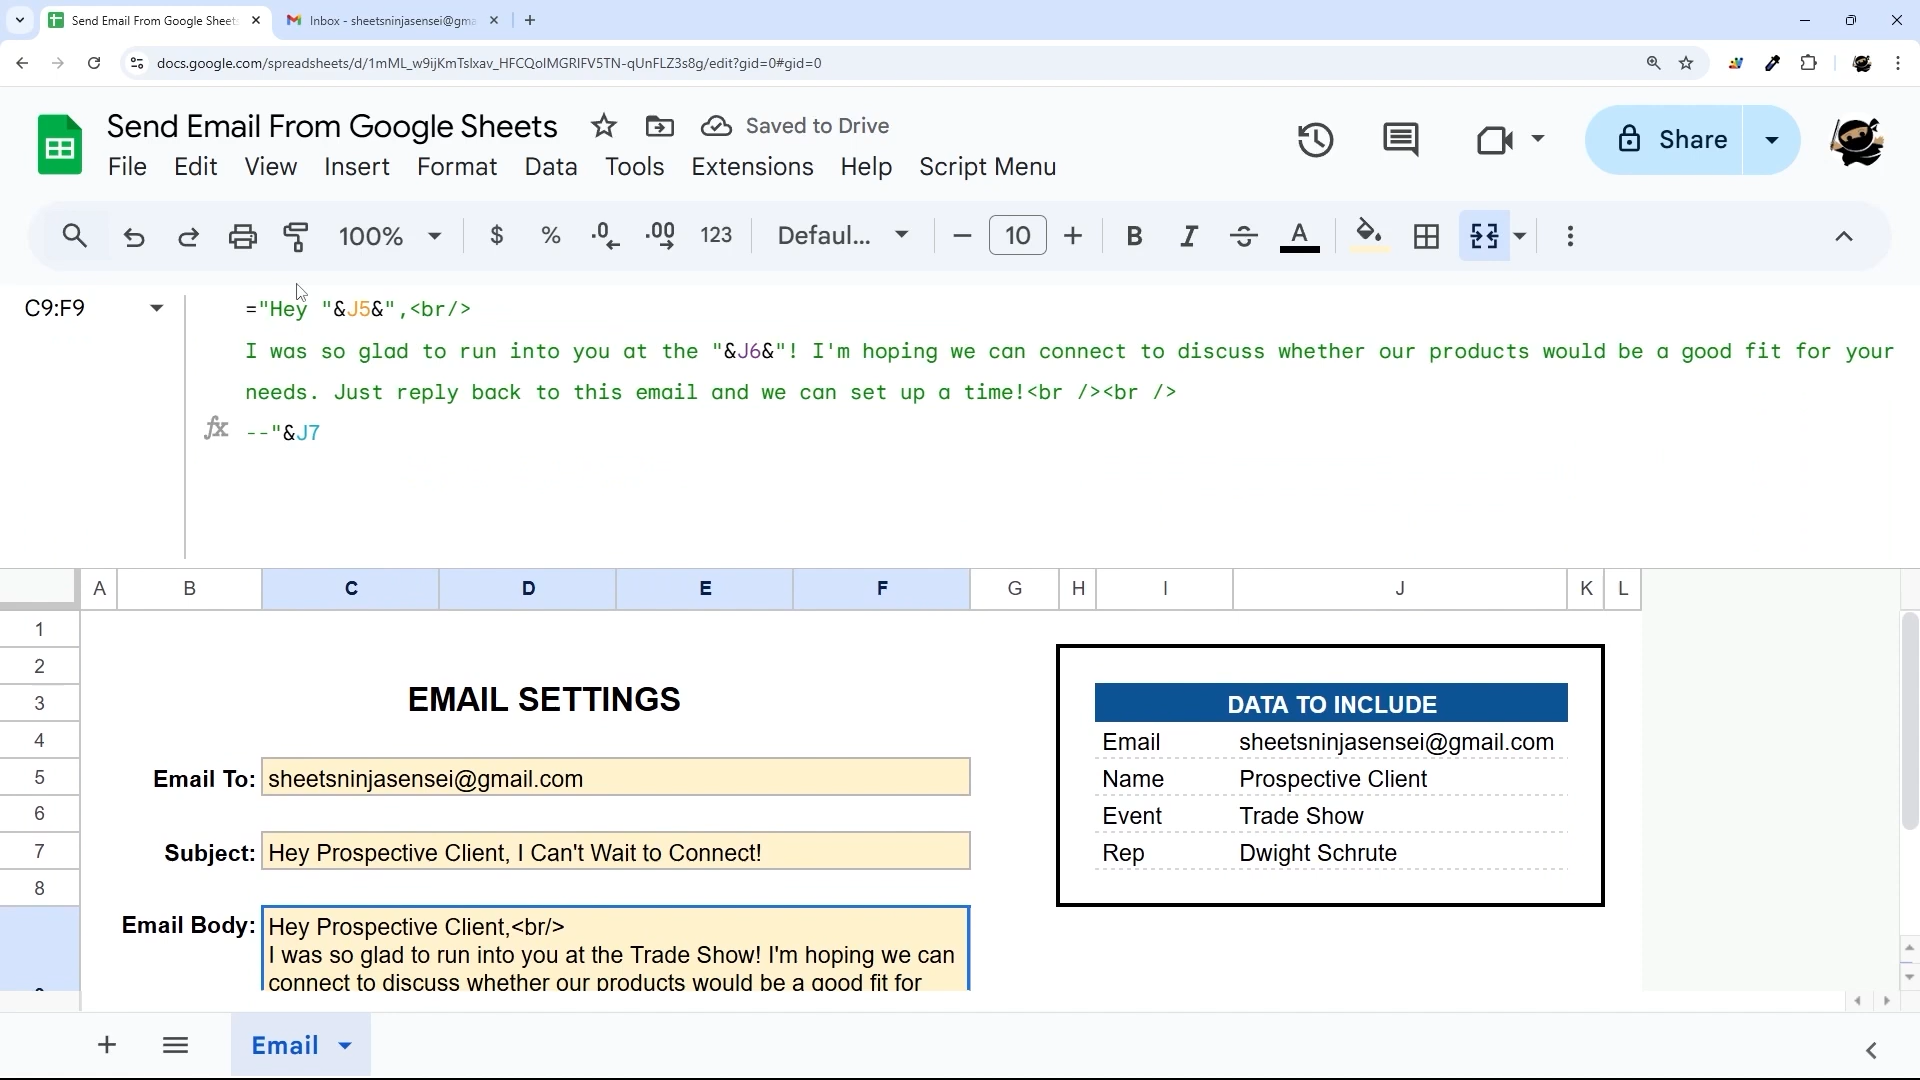 Send Email From Google Sheets
Inbox - sheetsninjasensei@gma
docs.google.com/spreadsheets/d/1mML_w9ijKmTslxav_HFCQolMGRIFV5TN-qUnFLZ3s8g/edit?gid=0#gid=0
Send Email From Google Sheets
Saved to Drive
Share
File Edit View Insert Format Data Tools Extensions Help Script Menu
100% $ % .0 .00 123 Defaul... 10 B I S A
C9:F9
="Hey "&J5&",<br/>
I was so glad to run into you at the "&J6&"! I'm hoping we can connect to discuss whether our products would be a good fit for your
needs. Just reply back to this email and we can set up a time!<br /><br />
fx
--"&J7
A B C D E F G H I J K L
1
2
3
4
5
6
7
8
EMAIL SETTINGS
Email To: sheetsninjasensei@gmail.com
Subject: Hey Prospective Client, I Can't Wait to Connect!
Email Body: Hey Prospective Client,<br/>
I was so glad to run into you at the Trade Show! I'm hoping we can
connect to discuss whether our products would be a good fit for
DATA TO INCLUDE
Email sheetsninjasensei@gmail.com
Name Prospective Client
Event Trade Show
Rep Dwight Schrute
Email